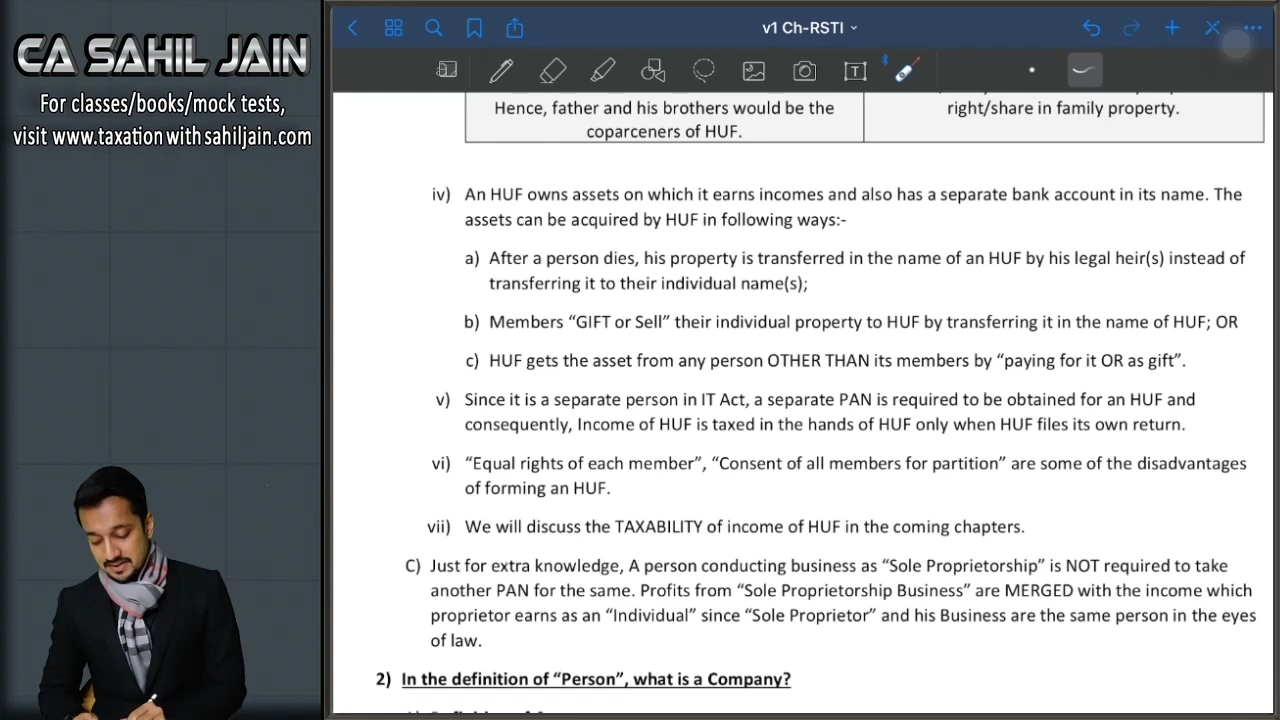 CA SAHIL JAIN
For classes/books/mock tests,
visit www.taxationwithsahiljain.com
v1 Ch-RSTI
Hence, father and his brothers would be the
coparceners of HUF.
right/share in family property.
iv) An HUF owns assets on which it earns incomes and also has a separate bank account in its name. The
assets can be acquired by HUF in following ways:-
a) After a person dies, his property is transferred in the name of an HUF by his legal heir(s) instead of
transferring it to their individual name(s);
b) Members “GIFT or Sell” their individual property to HUF by transferring it in the name of HUF; OR
c) HUF gets the asset from any person OTHER THAN its members by “paying for it OR as gift”.
v) Since it is a separate person in IT Act, a separate PAN is required to be obtained for an HUF and
consequently, Income of HUF is taxed in the hands of HUF only when HUF files its own return.
vi) “Equal rights of each member”, “Consent of all members for partition” are some of the disadvantages
of forming an HUF.
vii) We will discuss the TAXABILITY of income of HUF in the coming chapters.
C) Just for extra knowledge, A person conducting business as “Sole Proprietorship” is NOT required to take
another PAN for the same. Profits from “Sole Proprietorship Business” are MERGED with the income which
proprietor earns as an “Individual” since “Sole Proprietor” and his Business are the same person in the eyes
of law.
2) In the definition of “Person”, what is a Company?